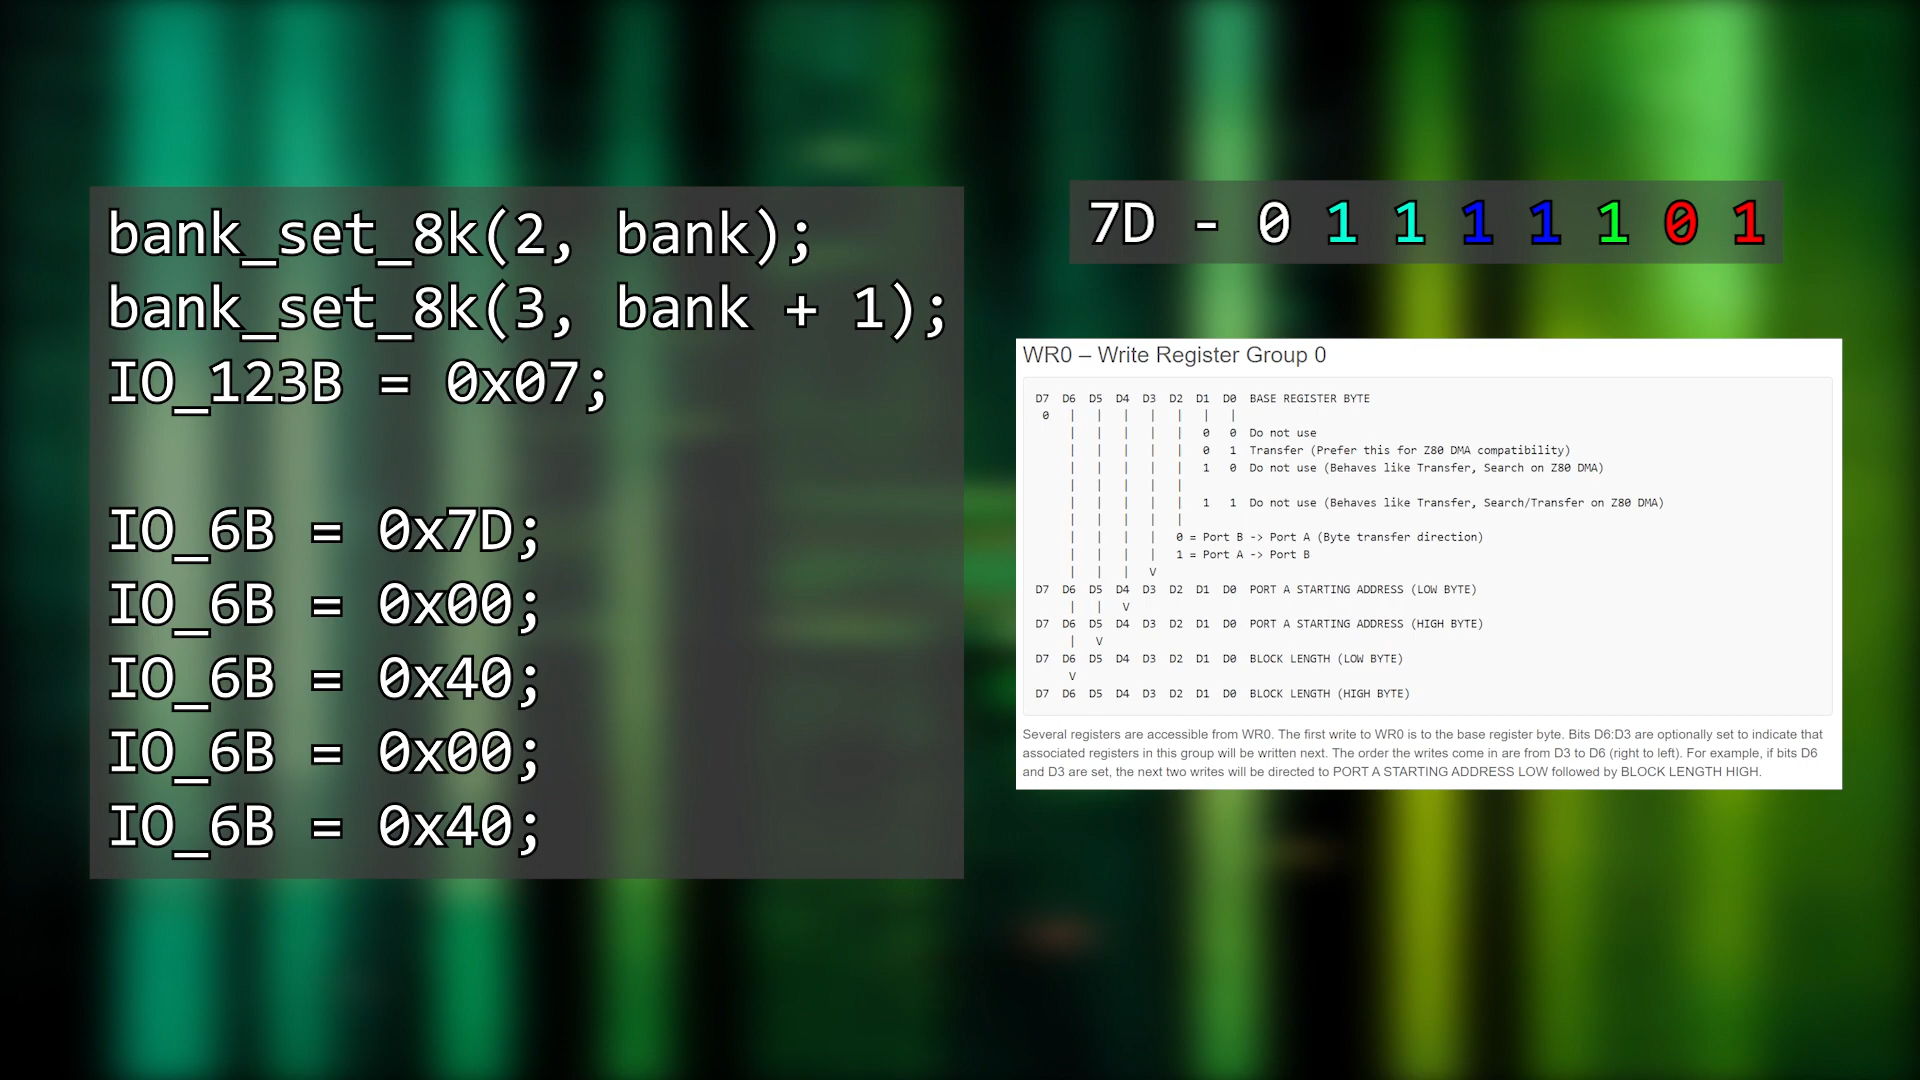 bank_set_8k(2, bank);
bank_set_8k(3, bank + 1);
IO_123B = 0x07;
IO_6B = 0x7D;
IO_6B = 0x00;
IO_6B = 0x40;
IO_6B = 0x00;
IO_6B = 0x40;
7D - 0 1 1 1 1 1 0 1
WR0 – Write Register Group 0
D7 D6 D5 D4 D3 D2 D1 D0 BASE REGISTER BYTE
0 | | | | | | |
| | | | | 0 0 Do not use
| | | | | 0 1 Transfer (Prefer this for Z80 DMA compatibility)
| | | | | 1 0 Do not use (Behaves like Transfer, Search on Z80 DMA)
| | | | |
| | | | | 1 1 Do not use (Behaves like Transfer, Search/Transfer on Z80 DMA)
| | | | |
| | | | 0 = Port B -> Port A (Byte transfer direction)
| | | | 1 = Port A -> Port B
| | | V
D7 D6 D5 D4 D3 D2 D1 D0 PORT A STARTING ADDRESS (LOW BYTE)
| | V
D7 D6 D5 D4 D3 D2 D1 D0 PORT A STARTING ADDRESS (HIGH BYTE)
| V
D7 D6 D5 D4 D3 D2 D1 D0 BLOCK LENGTH (LOW BYTE)
V
D7 D6 D5 D4 D3 D2 D1 D0 BLOCK LENGTH (HIGH BYTE)
Several registers are accessible from WR0. The first write to WR0 is to the base register byte. Bits D6:D3 are optionally set to indicate that
associated registers in this group will be written next. The order the writes come in are from D3 to D6 (right to left). For example, if bits D6
and D3 are set, the next two writes will be directed to PORT A STARTING ADDRESS LOW followed by BLOCK LENGTH HIGH.